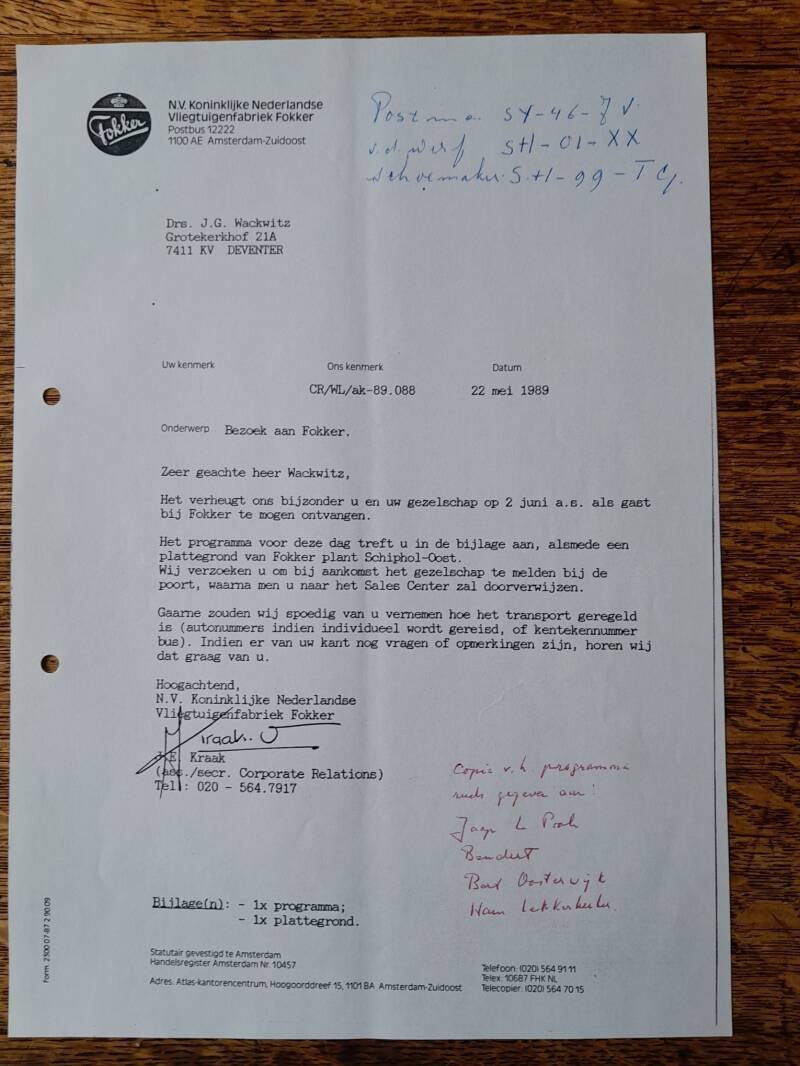 Fokker
N.V. Koninklijke Nederlandse
Vliegtuigenfabriek Fokker
Postbus 12222
1100 AE Amsterdam-Zuidoost
Postma SY-46-JV.
v.d. werf SH-01-XX
schoemaker SH-99-TG.
Drs. J.G. Wackwitz
Grotekerkhof 21A
7411 KV DEVENTER
Uw kenmerk Ons kenmerk Datum
CR/WL/ak-89.088 22 mei 1989
Onderwerp Bezoek aan Fokker.
Zeer geachte heer Wackwitz,
Het verheugt ons bijzonder u en uw gezelschap op 2 juni a.s. als gast
bij Fokker te mogen ontvangen.
Het programma voor deze dag treft u in de bijlage aan, alsmede een
plattegrond van Fokker plant Schiphol-Oost.
Wij verzoeken u om bij aankomst het gezelschap te melden bij de
poort, waarna men u naar het Sales Center zal doorverwijzen.
Gaarne zouden wij spoedig van u vernemen hoe het transport geregeld
is (autonummers indien individueel wordt gereisd, of kentekennummer
bus). Indien er van uw kant nog vragen of opmerkingen zijn, horen wij
dat graag van u.
Hoogachtend,
N.V. Koninklijke Nederlandse
Vliegtuigenfabriek Fokker
Kraak
(ass./secr. Corporate Relations)
Tel.: 020 - 564.7917
Copie v.h. programma
reeds gegeven aan:
Jaap
Bart Oosterwijk
Bijlage(n): - 1x programma;
- 1x plattegrond.
Form. 2300 07-87 2 90.09
Statutair gevestigd te Amsterdam
Handelsregister Amsterdam Nr. 10457
Adres: Atlas-kantorencentrum, Hoogoorddreef 15, 1101 BA Amsterdam-Zuidoost
Telefoon: (020) 564 91 11
Telex: 10687 FHK NL
Telecopier: (020) 564 70 15